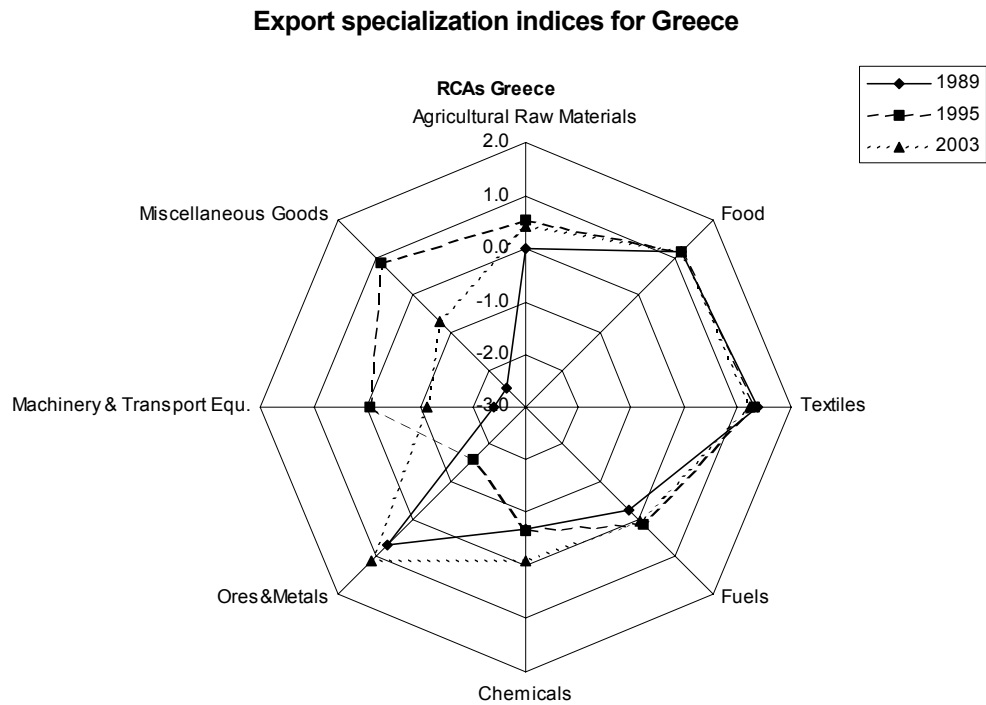 Export specialization indices for Greece
RCAs Greece
Agricultural Raw Materials
1989
1995
2003
2.0
1.0
0.0
-1.0
-2.0
-3.0
Miscellaneous Goods
Food
Machinery & Transport Equ.
Textiles
Ores&Metals
Fuels
Chemicals